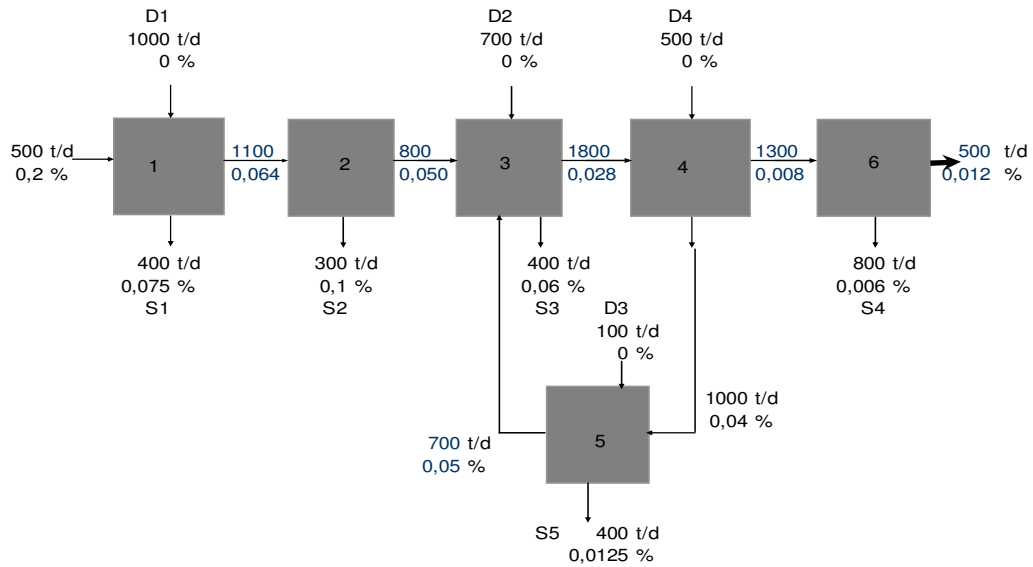 D1
1000 t/d
0 %
D2
700 t/d
0 %
D4
500 t/d
0 %
500 t/d
0,2 %
1
1100
0,064
2
800
0,050
3
1800
0,028
4
1300
0,008
6
500 t/d
0,012 %
400 t/d
0,075 %
S1
300 t/d
0,1 %
S2
400 t/d
0,06 %
S3
800 t/d
0,006 %
S4
D3
100 t/d
0 %
1000 t/d
0,04 %
5
700 t/d
0,05 %
S5 400 t/d
0,0125 %